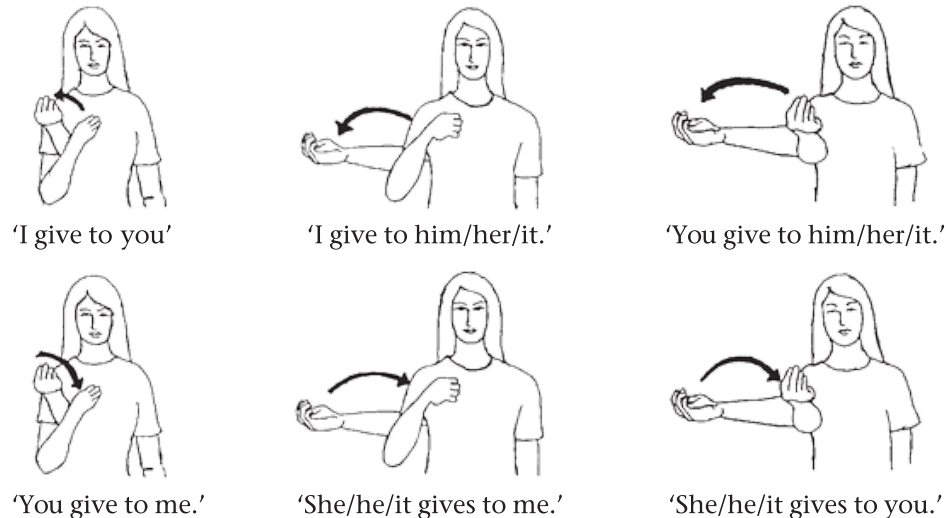 ‘I give to you’
‘I give to him/her/it.’
‘You give to him/her/it.’
‘You give to me.’
‘She/he/it gives to me.’
‘She/he/it gives to you.’